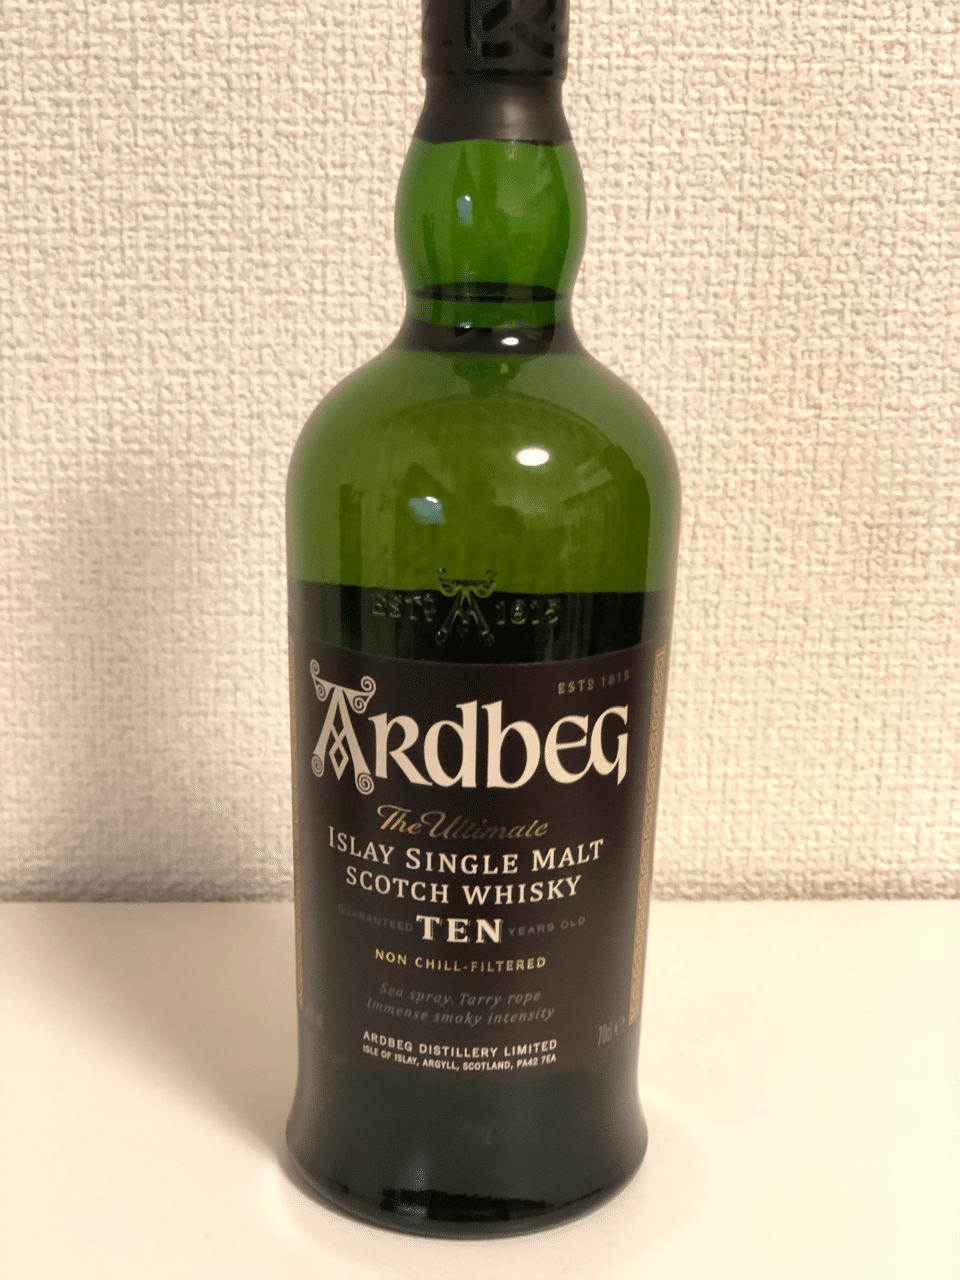 ESTD 1815
ESTD 1815
ARDBEG
The Ultimate
ISLAY SINGLE MALT
SCOTCH WHISKY
GUARANTEED TEN YEARS OLD
NON CHILL-FILTERED
Sea spray, Tarry rope
Immense smoky intensity
70cl e
ARDBEG DISTILLERY LIMITED
ISLE OF ISLAY, ARGYLL, SCOTLAND, PA42 7EA